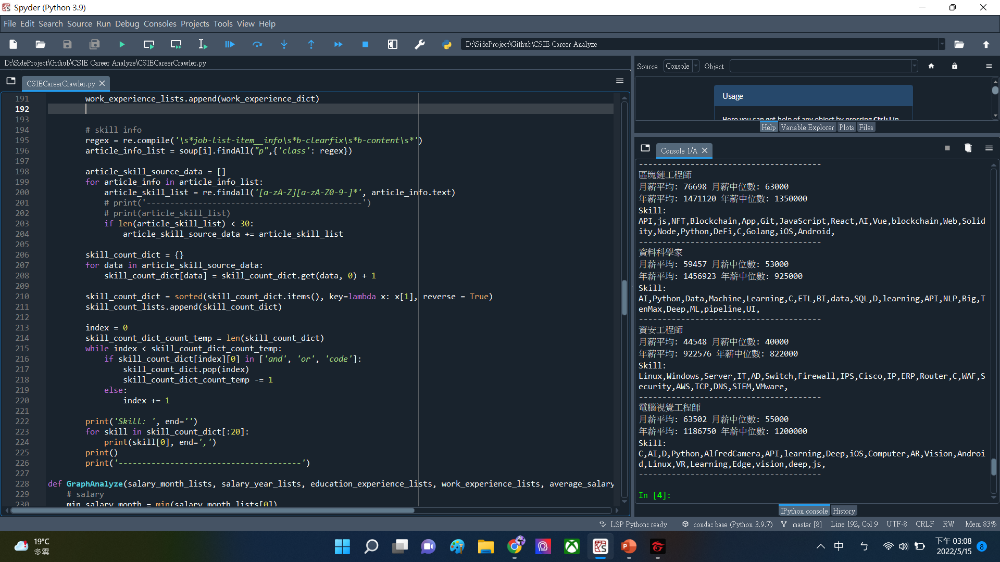 Spyder (Python 3.9)
File Edit Search Source Run Debug Consoles Projects Tools View Help
D:\SideProject\Github\CSIE Career Analyze
D:\SideProject\Github\CSIE Career Analyze\CSIECareerCrawler.py
CSIECareerCrawler.py
191 work_experience_lists.append(work_experience_dict)
192
193
194 # skill info
195 regex = re.compile('\s*job-list-item__info\s*b-clearfix\s*b-content\s*')
196 article_info_list = soup[i].findAll("p",{'class': regex})
197
198 article_skill_source_data = []
199 for article_info in article_info_list:
200 article_skill_list = re.findall('[a-zA-Z][a-zA-Z0-9-]*', article_info.text)
201 # print('----------------------------------------------')
202 # print(article_skill_list)
203 if len(article_skill_list) < 30:
204 article_skill_source_data += article_skill_list
205
206 skill_count_dict = {}
207 for data in article_skill_source_data:
208 skill_count_dict[data] = skill_count_dict.get(data, 0) + 1
209
210 skill_count_dict = sorted(skill_count_dict.items(), key=lambda x: x[1], reverse = True)
211 skill_count_lists.append(skill_count_dict)
212
213 index = 0
214 skill_count_dict_count_temp = len(skill_count_dict)
215 while index < skill_count_dict_count_temp:
216 if skill_count_dict[index][0] in ['and', 'or', 'code']:
217 skill_count_dict.pop(index)
218 skill_count_dict_count_temp -= 1
219 else:
220 index += 1
221
222 print('Skill: ', end='')
223 for skill in skill_count_dict[:20]:
224 print(skill[0], end=',')
225 print()
226 print('---------------------------------------')
227
228 def GraphAnalyze(salary_month_lists, salary_year_lists, education_experience_lists, work_experience_lists, average_salary
229 # salary
230 min_salary_month = min(salary_month_lists[0])
Source Console Object
Usage
Here you can get help of any object by pressing Ctrl+I in
Help Variable Explorer Plots Files
Console 1/A
---------------------------------------
區塊鏈工程師
月薪平均: 76698 月薪中位數: 63000
年薪平均: 1471120 年薪中位數: 1350000
Skill:
API,js,NFT,Blockchain,App,Git,JavaScript,React,AI,Vue,blockchain,Web,Solid
ity,Node,Python,DeFi,C,Golang,iOS,Android,
---------------------------------------
資料科學家
月薪平均: 59457 月薪中位數: 53000
年薪平均: 1456923 年薪中位數: 925000
Skill:
AI,Python,Data,Machine,Learning,C,ETL,BI,data,SQL,D,learning,API,NLP,Big,T
enMax,Deep,ML,pipeline,UI,
---------------------------------------
資安工程師
月薪平均: 44548 月薪中位數: 40000
年薪平均: 922576 年薪中位數: 822000
Skill:
Linux,Windows,Server,IT,AD,Switch,Firewall,IPS,Cisco,IP,ERP,Router,C,WAF,S
ecurity,AWS,TCP,DNS,SIEM,VMware,
---------------------------------------
電腦視覺工程師
月薪平均: 63502 月薪中位數: 55000
年薪平均: 1186750 年薪中位數: 1200000
Skill:
C,AI,D,Python,AlfredCamera,API,learning,Deep,iOS,Computer,AR,Vision,Androi
d,Linux,VR,Learning,Edge,vision,deep,js,
---------------------------------------
In [4]:
IPython console History
LSP Python: ready conda: base (Python 3.9.7) master [8] Line 192, Col 9 UTF-8 CRLF RW Mem 83%
19°C
多雲
中 ㄣ
下午 03:08
2022/5/15 8